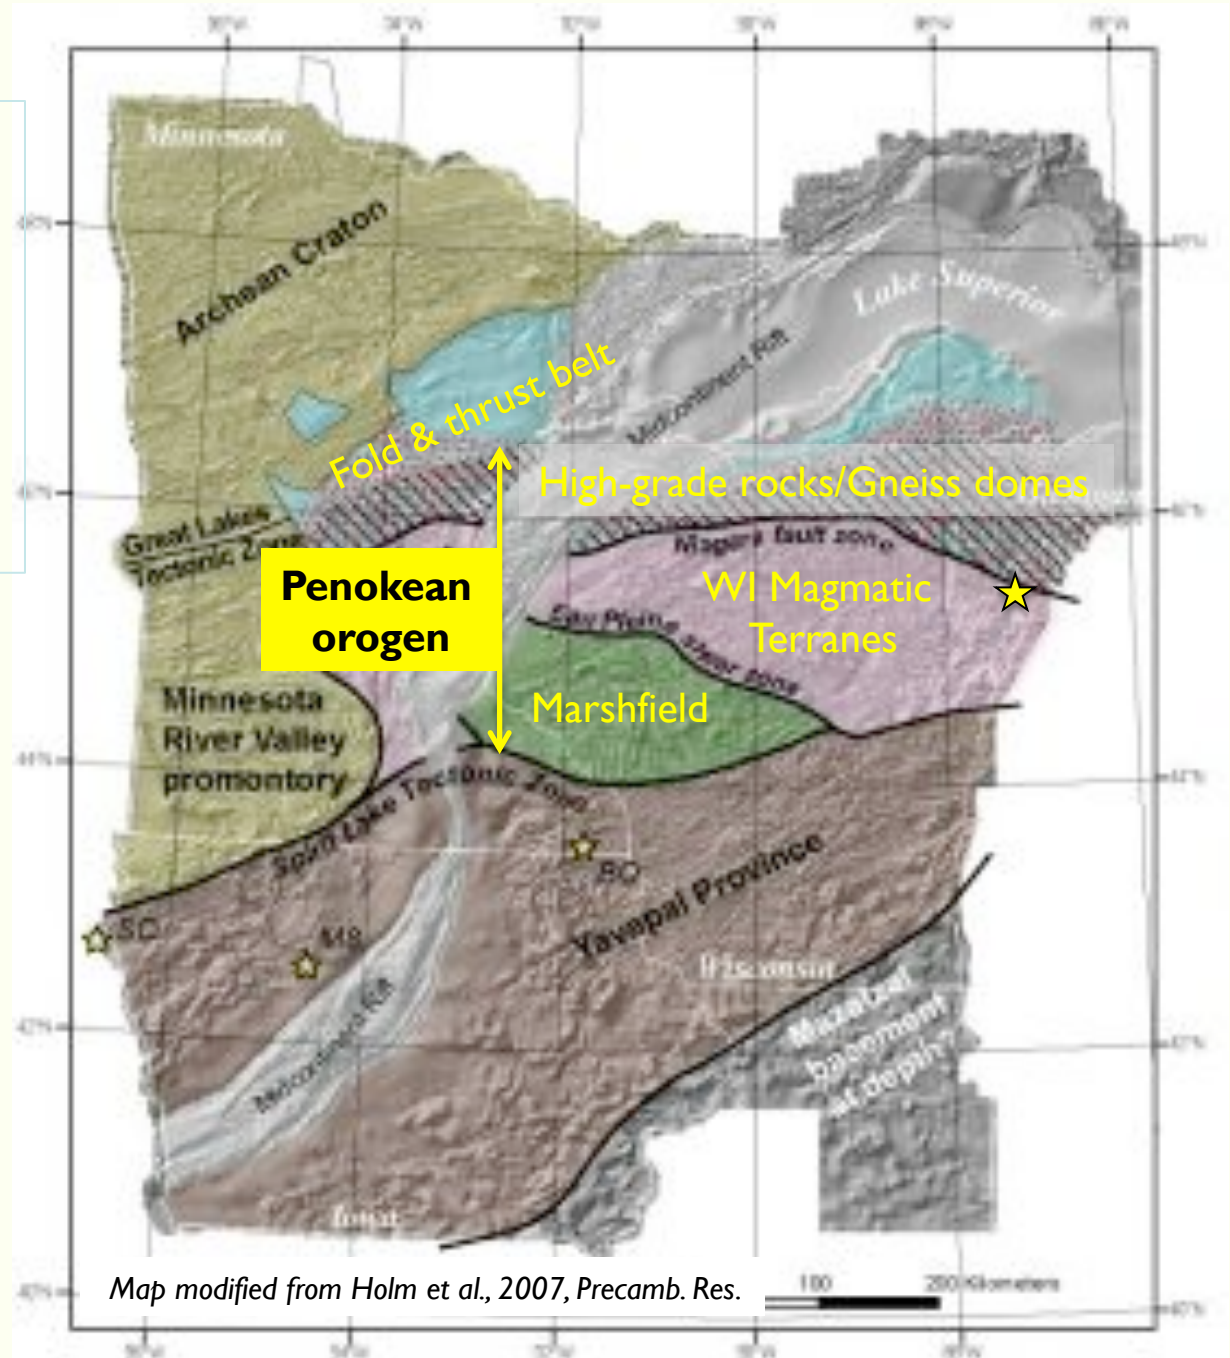 Minnesota
Archean Craton
Lake Superior
Midcontinent Rift
Fold & thrust belt
High-grade rocks/Gneiss domes
Great Lakes
Tectonic Zone
Niagara fault zone
Penokean
orogen
WI Magmatic
Terranes
Eau Pleine shear zone
Minnesota
River Valley
promontory
Marshfield
Spirit Lake Tectonic Zone
BQ
Yavapai Province
SC
Wisconsin
Midcontinent Rift
Mazatzal
basement
at depth
Iowa
Map modified from Holm et al., 2007, Precamb. Res.
100
200 Kilometers